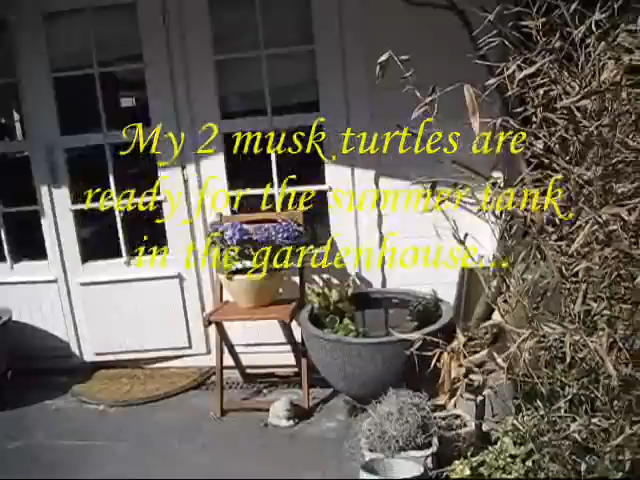 My 2 musk turtles are
ready for the summer tank
in the gardenhouse...